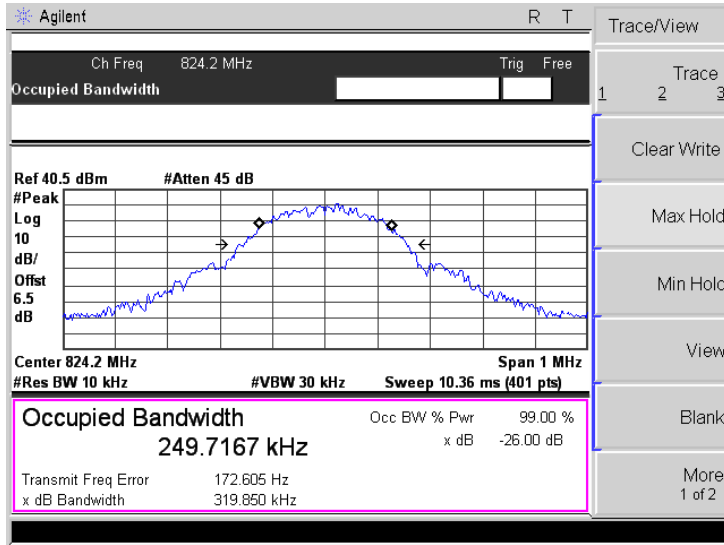 Agilent R T
Ch Freq 824.2 MHz Trig Free
Occupied Bandwidth
Ref 40.5 dBm #Atten 45 dB
#Peak
Log
10
dB/
Offst
6.5
dB
Center 824.2 MHz Span 1 MHz
#Res BW 10 kHz #VBW 30 kHz Sweep 10.36 ms (401 pts)
Occupied Bandwidth Occ BW % Pwr 99.00 %
249.7167 kHz x dB -26.00 dB
Transmit Freq Error 172.605 Hz
x dB Bandwidth 319.850 kHz
Trace/View
Trace
1 2 3
Clear Write
Max Hold
Min Hold
View
Blank
More
1 of 2